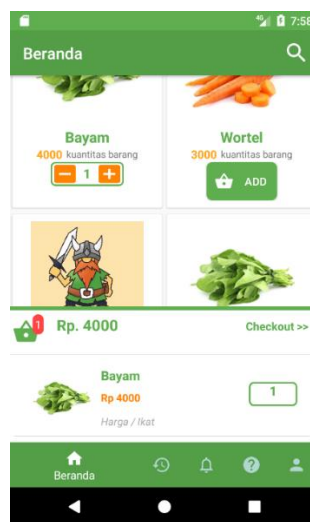 7:58
Beranda
Bayam
Wortel
4000 kuantitas barang
3000 kuantitas barang
1
ADD
1
Rp. 4000
Checkout >>
Bayam
Rp 4000
1
Harga / Ikat
Beranda